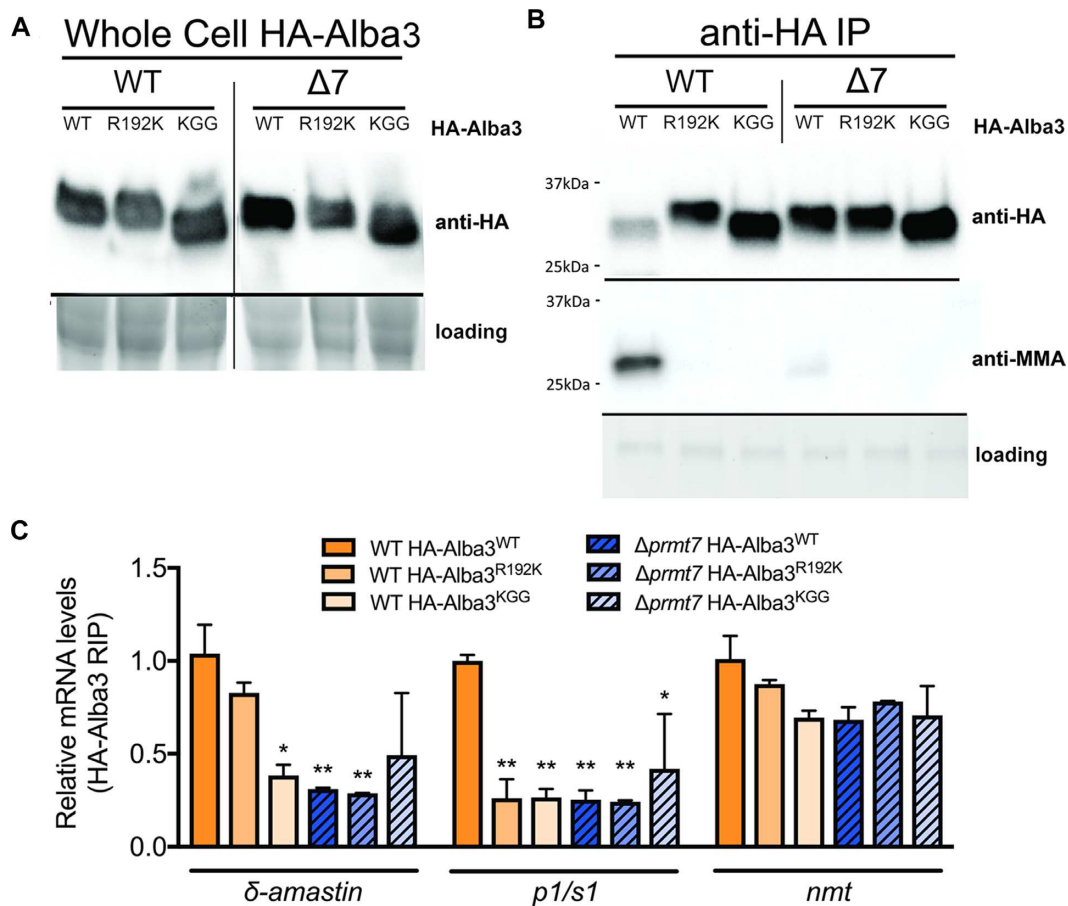 A
Whole Cell HA-Alba3
WT Δ7
WT R192K KGG WT R192K KGG HA-Alba3
anti-HA
loading
B
anti-HA IP
WT Δ7
WT R192K KGG WT R192K KGG HA-Alba3
37kDa -
anti-HA
25kDa -
37kDa -
anti-MMA
25kDa -
loading
C
WT HA-Alba3WT Δprmt7 HA-Alba3WT
WT HA-Alba3R192K Δprmt7 HA-Alba3R192K
WT HA-Alba3KGG Δprmt7 HA-Alba3KGG
Relative mRNA levels
(HA-Alba3 RIP)
1.5
1.0
0.5
0.0
* ** **
** ** ** ** *
δ-amastin p1/s1 nmt